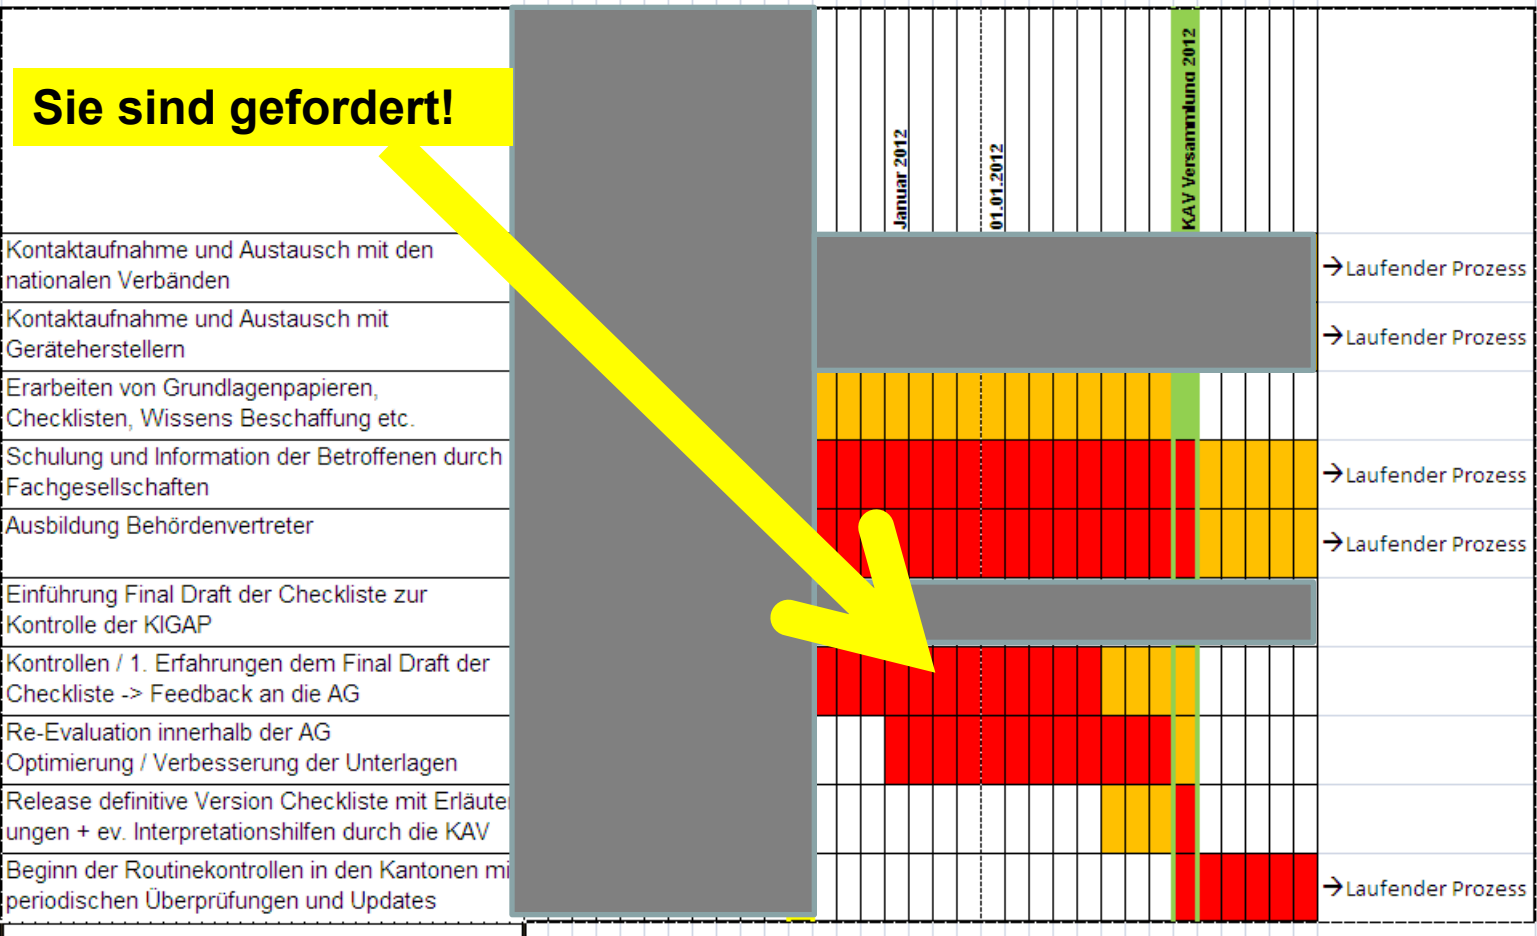 Sie sind gefordert!
Januar 2012
01.01.2012
KAV Versammlung 2012
Kontaktaufnahme und Austausch mit den
nationalen Verbänden
→Laufender Prozess
Kontaktaufnahme und Austausch mit
Geräteherstellern
→Laufender Prozess
Erarbeiten von Grundlagenpapieren,
Checklisten, Wissens Beschaffung etc.
Schulung und Information der Betroffenen durch
Fachgesellschaften
→Laufender Prozess
Ausbildung Behördenvertreter
→Laufender Prozess
Einführung Final Draft der Checkliste zur
Kontrolle der KIGAP
Kontrollen / 1. Erfahrungen dem Final Draft der
Checkliste -> Feedback an die AG
Re-Evaluation innerhalb der AG
Optimierung / Verbesserung der Unterlagen
Release definitive Version Checkliste mit Erläuter
ungen + ev. Interpretationshilfen durch die KAV
Beginn der Routinekontrollen in den Kantonen mi
periodischen Überprüfungen und Updates
→Laufender Prozess